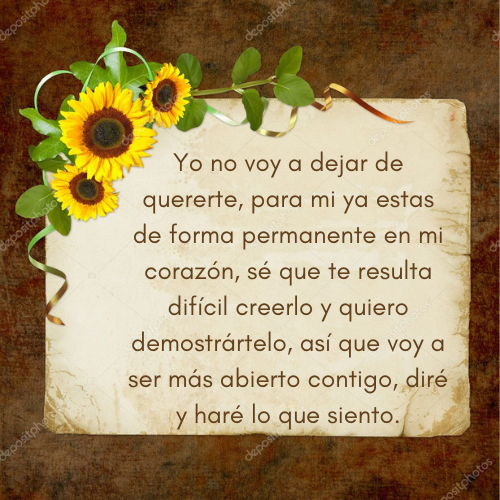 Yo no voy a dejar de
quererte, para mi ya estas
de forma permanente en mi
corazón, sé que te resulta
difícil creerlo y quiero
demostrártelo, así que voy a
ser más abierto contigo, diré
y haré lo que siento.
depositphotos